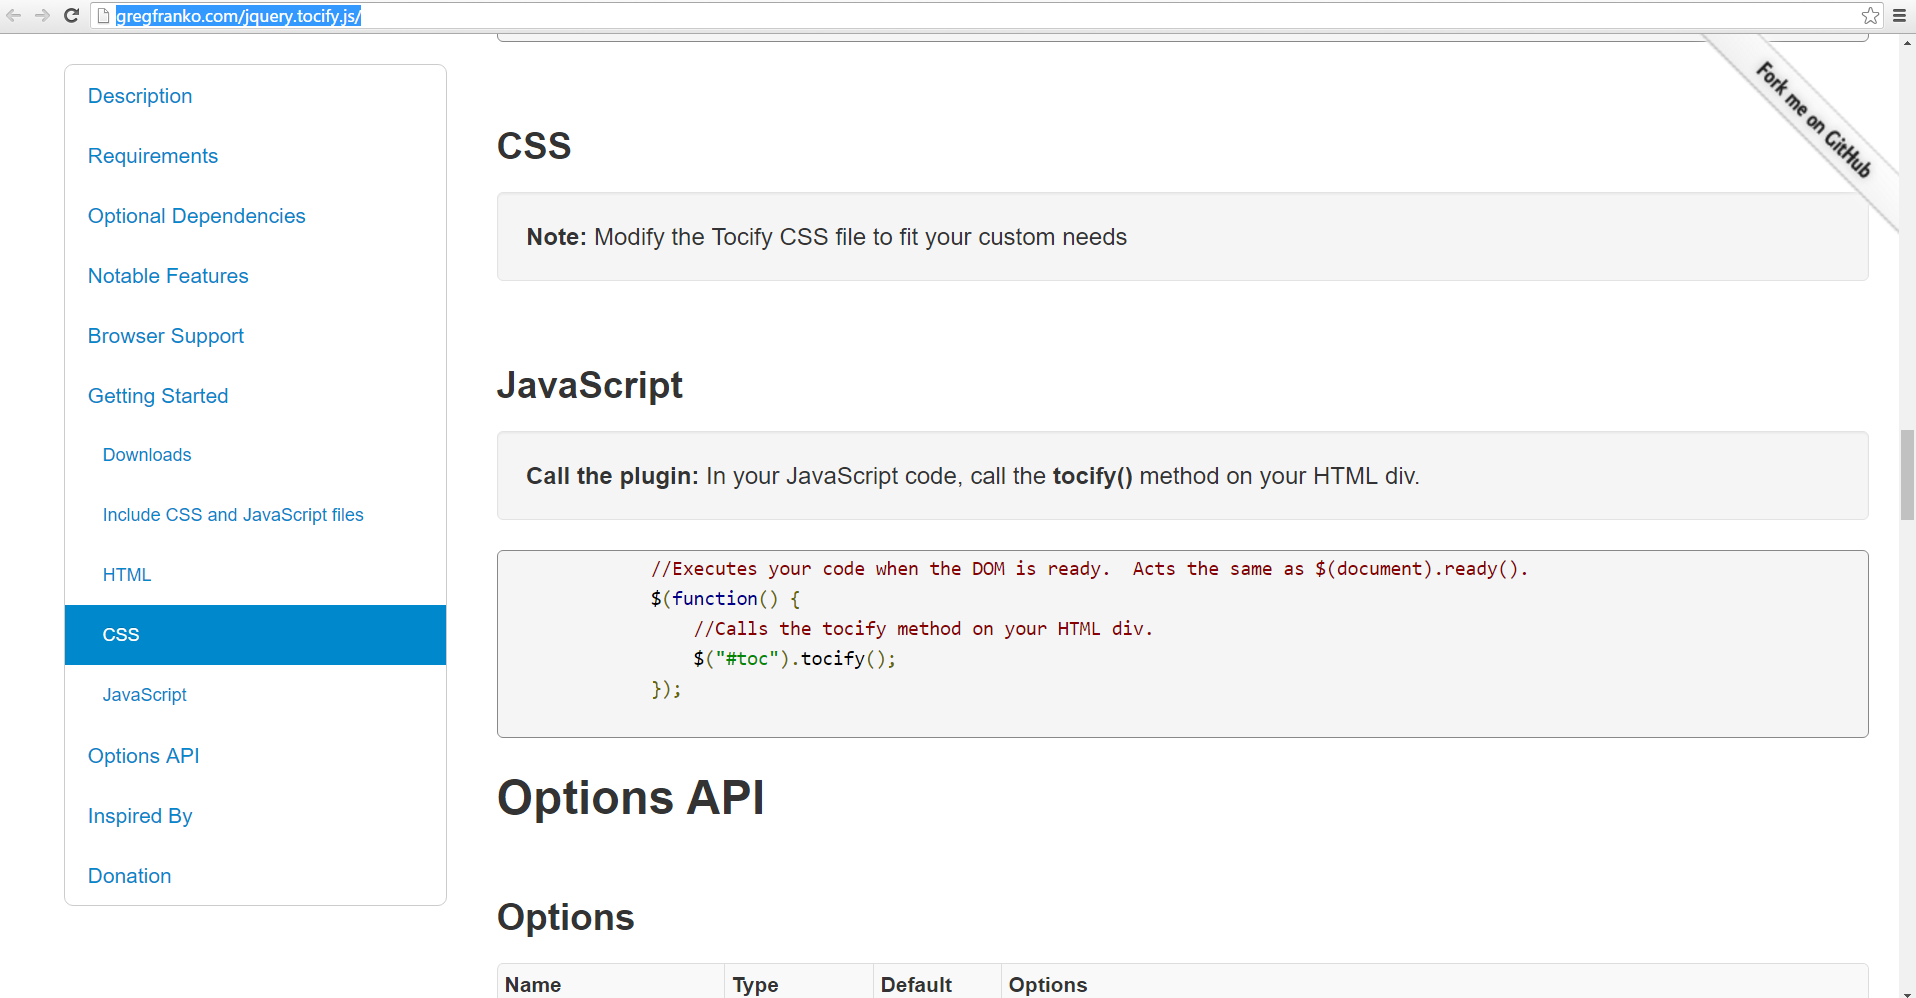 gregfranko.com/jquery.tocify.js/
Fork me on GitHub
Description
Requirements
Optional Dependencies
Notable Features
Browser Support
Getting Started
Downloads
Include CSS and JavaScript files
HTML
CSS
JavaScript
Options API
Inspired By
Donation
CSS
Note: Modify the Tocify CSS file to fit your custom needs
JavaScript
Call the plugin: In your JavaScript code, call the tocify() method on your HTML div.
//Executes your code when the DOM is ready.  Acts the same as $(document).ready().
$(function() {
//Calls the tocify method on your HTML div.
$("#toc").tocify();
});
Options API
Options
Name Type Default Options